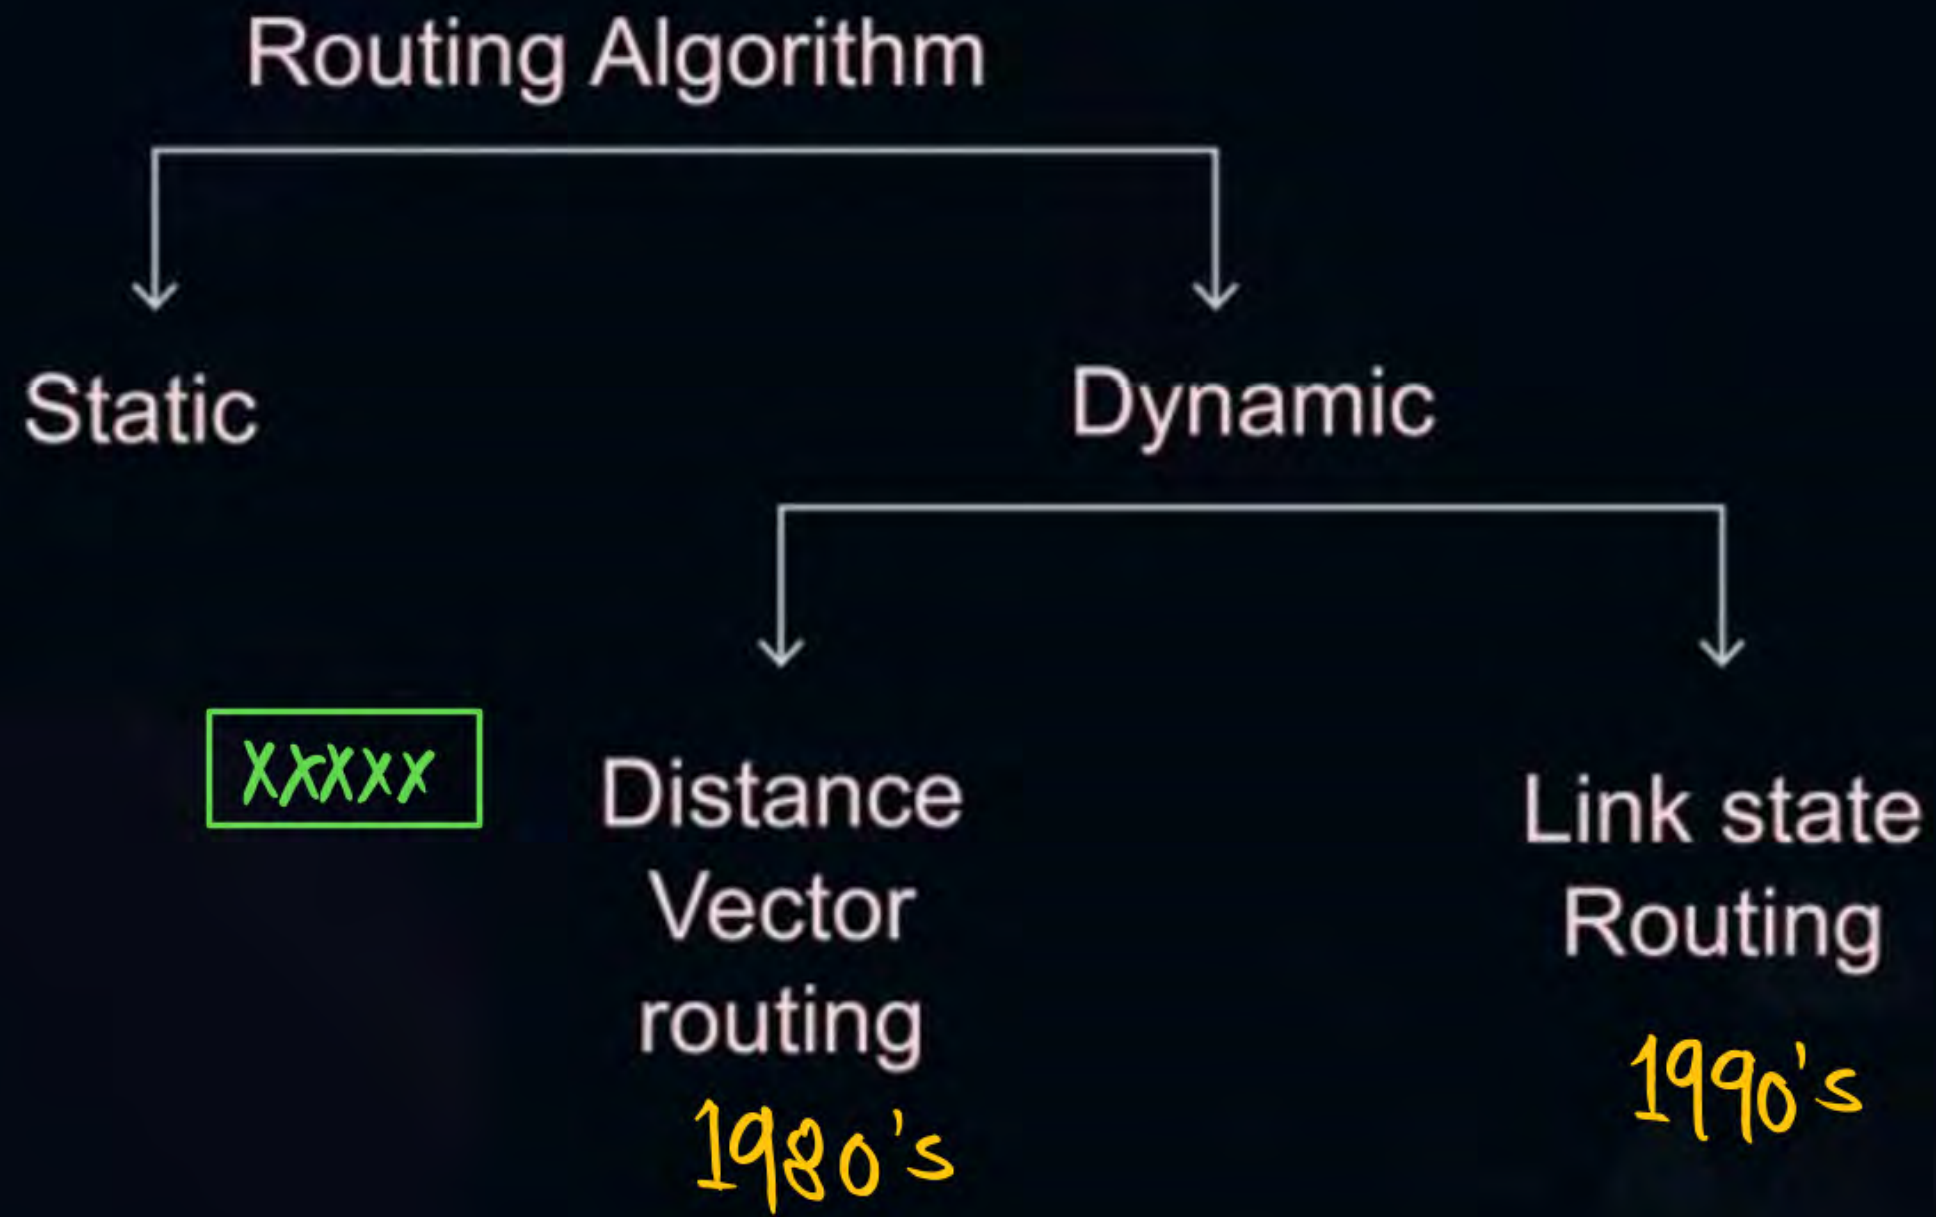 Routing Algorithm
Static
Dynamic
XXXXX
Distance
Vector
routing
1980's
Link state
Routing
1990's